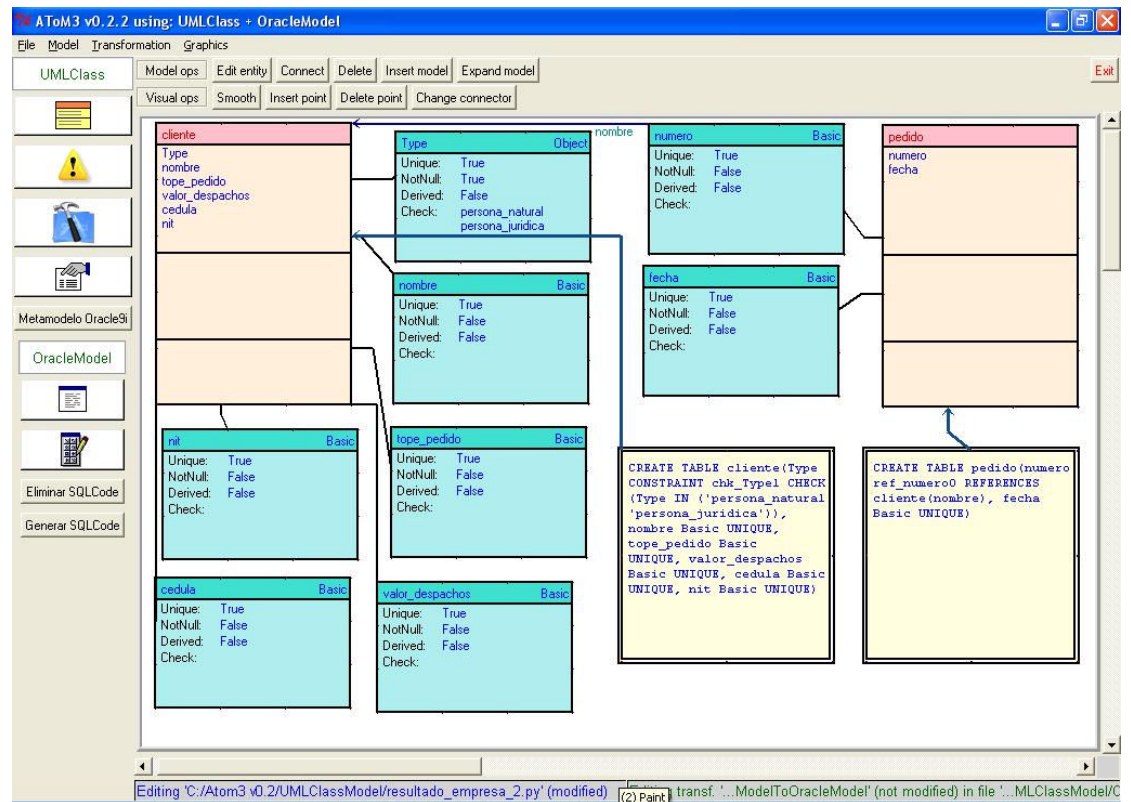 AToM3 v0.2.2 using: UMLClass + OracleModel
File Model Transformation Graphics
UMLClass
Model ops Edit entity Connect Delete Insert model Expand model
Exit
Visual ops Smooth Insert point Delete point Change connector
Metamodelo Oracle9i
OracleModel
Eliminar SQLCode
Generar SQLCode
cliente
Type
nombre
tope_pedido
valor_despachos
cedula
nit
Type Object
Unique: True
NotNull: True
Derived: False
Check: persona_natural
persona_juridica
nombre
numero Basic
Unique: True
NotNull: False
Derived: False
Check:
pedido
numero
fecha
nombre Basic
Unique: True
NotNull: False
Derived: False
Check:
fecha Basic
Unique: True
NotNull: False
Derived: False
Check:
nit Basic
Unique: True
NotNull: False
Derived: False
Check:
tope_pedido Basic
Unique: True
NotNull: False
Derived: False
Check:
CREATE TABLE cliente(Type
CONSTRAINT chk_Type1 CHECK
(Type IN ('persona_natural
'persona_juridica')),
nombre Basic UNIQUE,
tope_pedido Basic
UNIQUE, valor_despachos
Basic UNIQUE, cedula Basic
UNIQUE, nit Basic UNIQUE)
CREATE TABLE pedido(numero
ref_numero0 REFERENCES
cliente(nombre), fecha
Basic UNIQUE)
cedula Basic
Unique: True
NotNull: False
Derived: False
Check:
valor_despachos Basic
Unique: True
NotNull: False
Derived: False
Check:
Editing 'C:/Atom3 v0.2/UMLClassModel/resultado_empresa_2.py' (modified)
(2) Paint
transf. '...ModelToOracleModel' (not modified) in file '...MLClassModel/